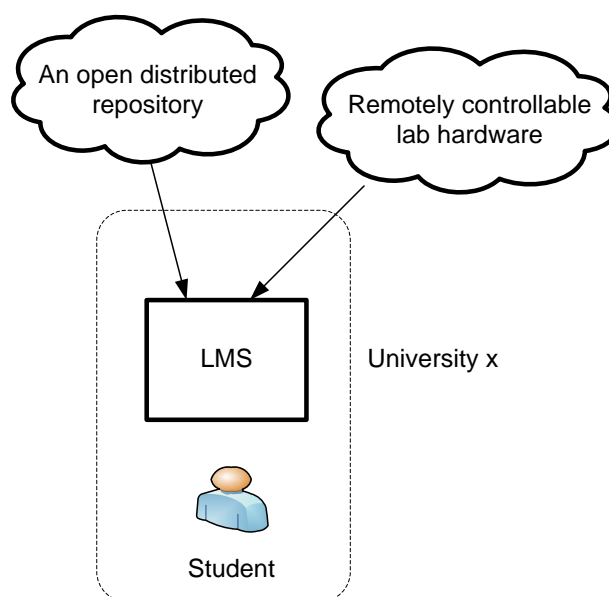 An open distributed
repository
Remotely controllable
lab hardware
LMS
University x
Student